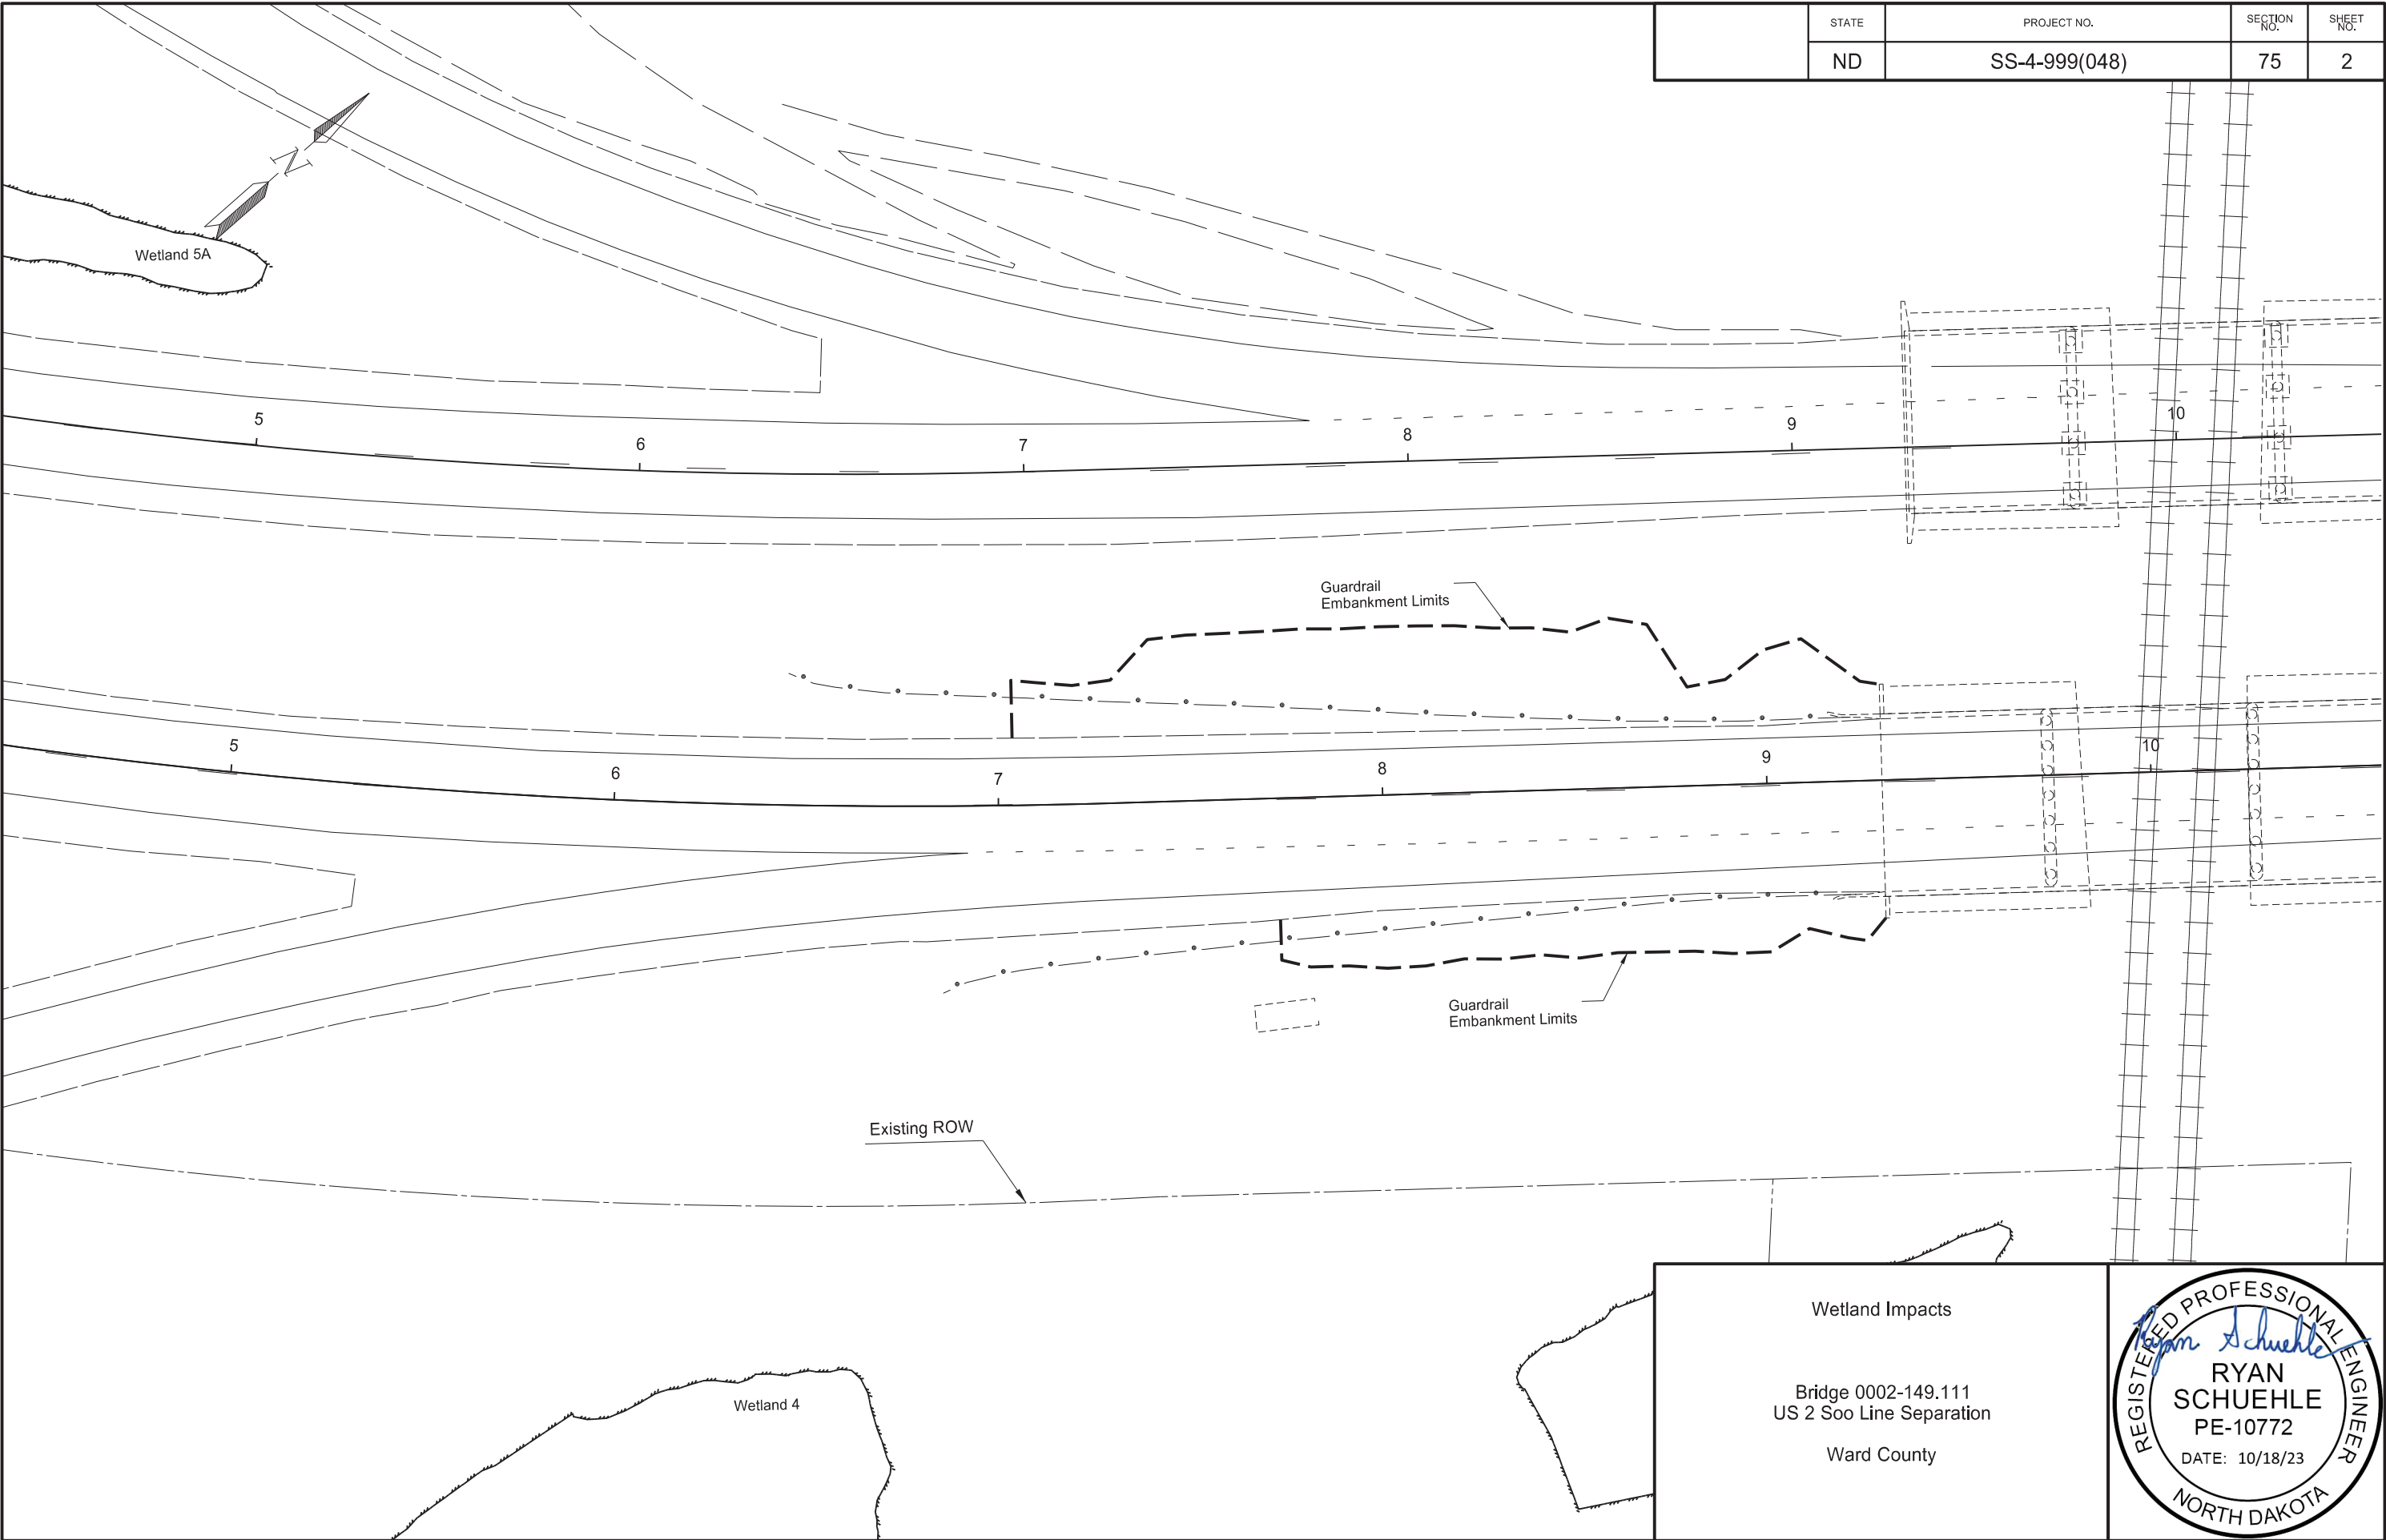 STATE
PROJECT NO.
SECTION NO.
SHEET NO.
ND
SS-4-999(048)
75
2
N
Wetland 5A
5
6
7
8
9
10
Guardrail
Embankment Limits
5
6
7
8
9
10
Guardrail
Embankment Limits
Existing ROW
Wetland 4
Wetland Impacts
Bridge 0002-149.111
US 2 Soo Line Separation
Ward County
REGISTERED PROFESSIONAL ENGINEER
Ryan Schuehle
RYAN
SCHUEHLE
PE-10772
DATE: 10/18/23
NORTH DAKOTA